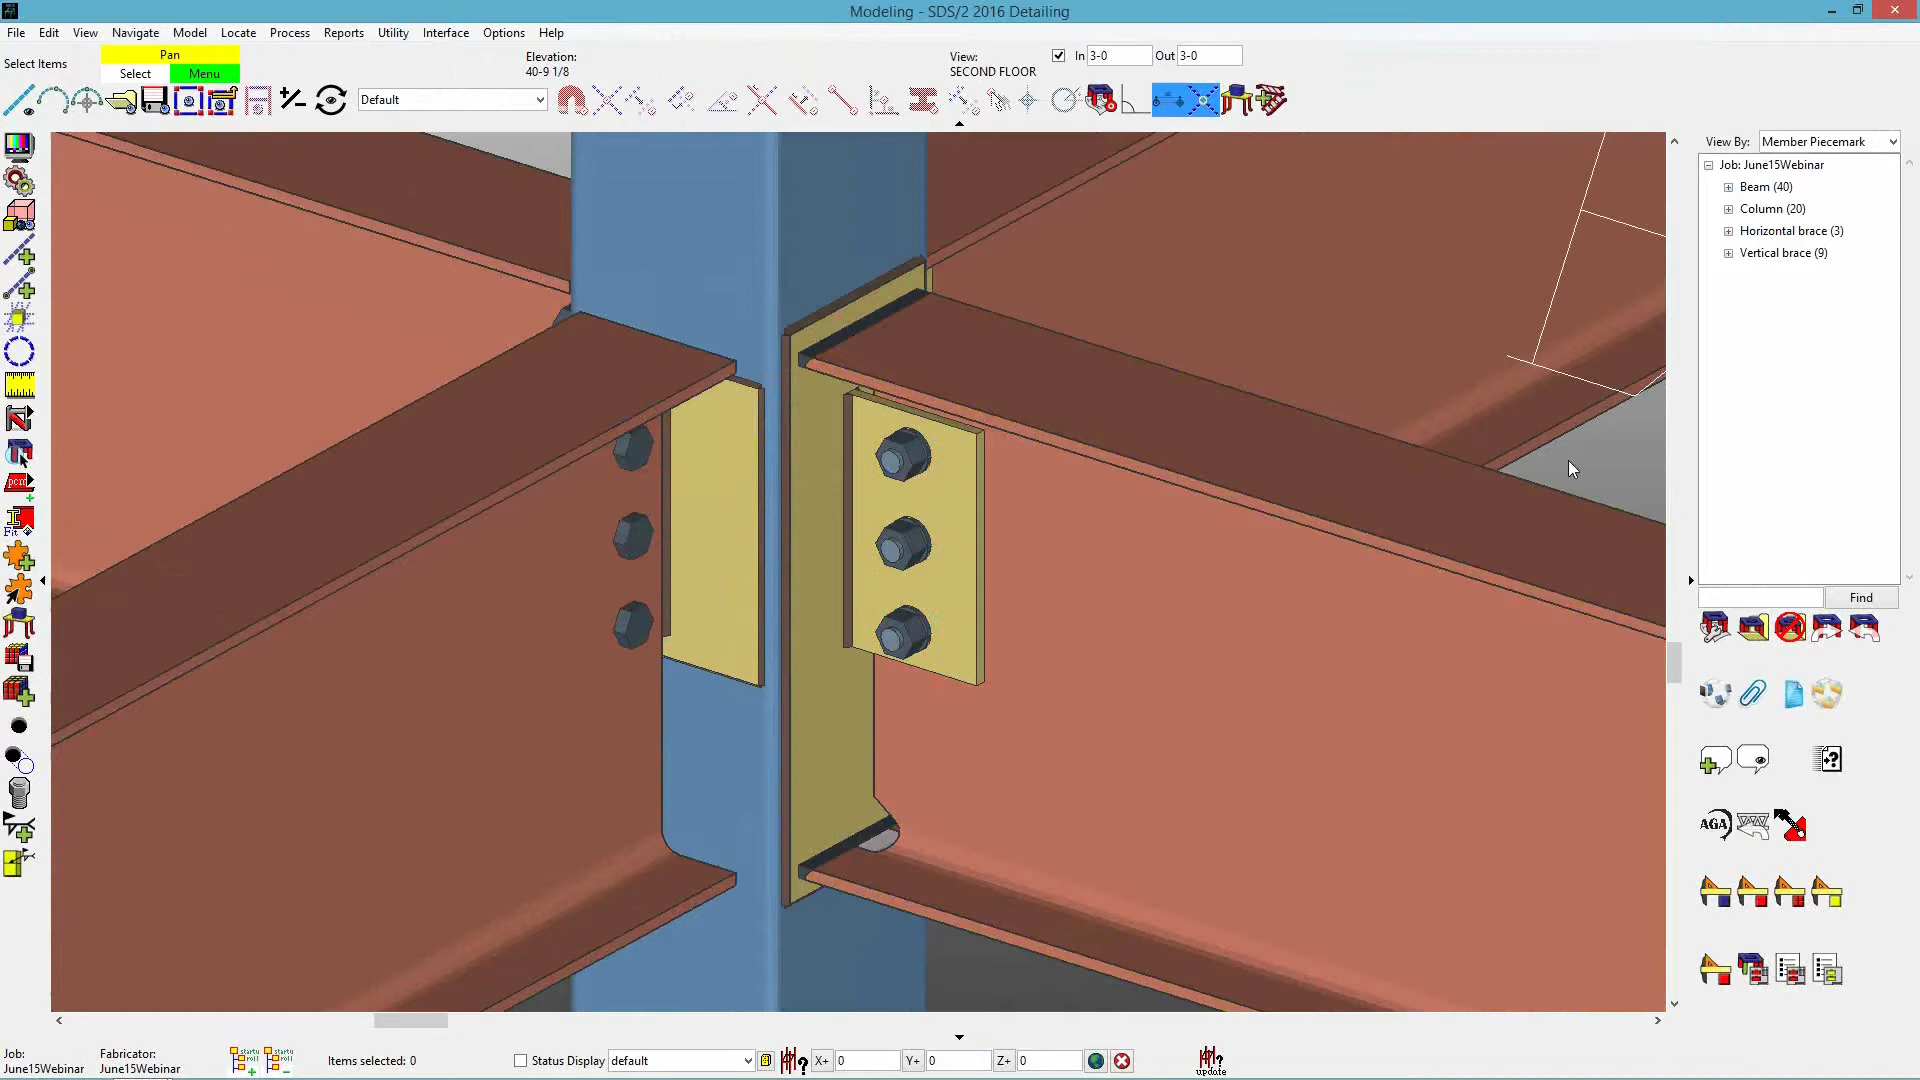 Modeling - SDS/2 2016 Detailing
File Edit View Navigate Model Locate Process Reports Utility Interface Options Help
Select Items
Pan
Select Menu
Elevation:
40-9 1/8
View:
SECOND FLOOR
In 3-0 Out 3-0
Default
View By: Member Piecemark
Job: June15Webinar
Beam (40)
Column (20)
Horizontal brace (3)
Vertical brace (9)
Find
pcm
Fit
AGA
Job:
June15Webinar
Fabricator:
June15Webinar
Items selected: 0
Status Display default
X+ 0 Y+ 0 Z+ 0
update